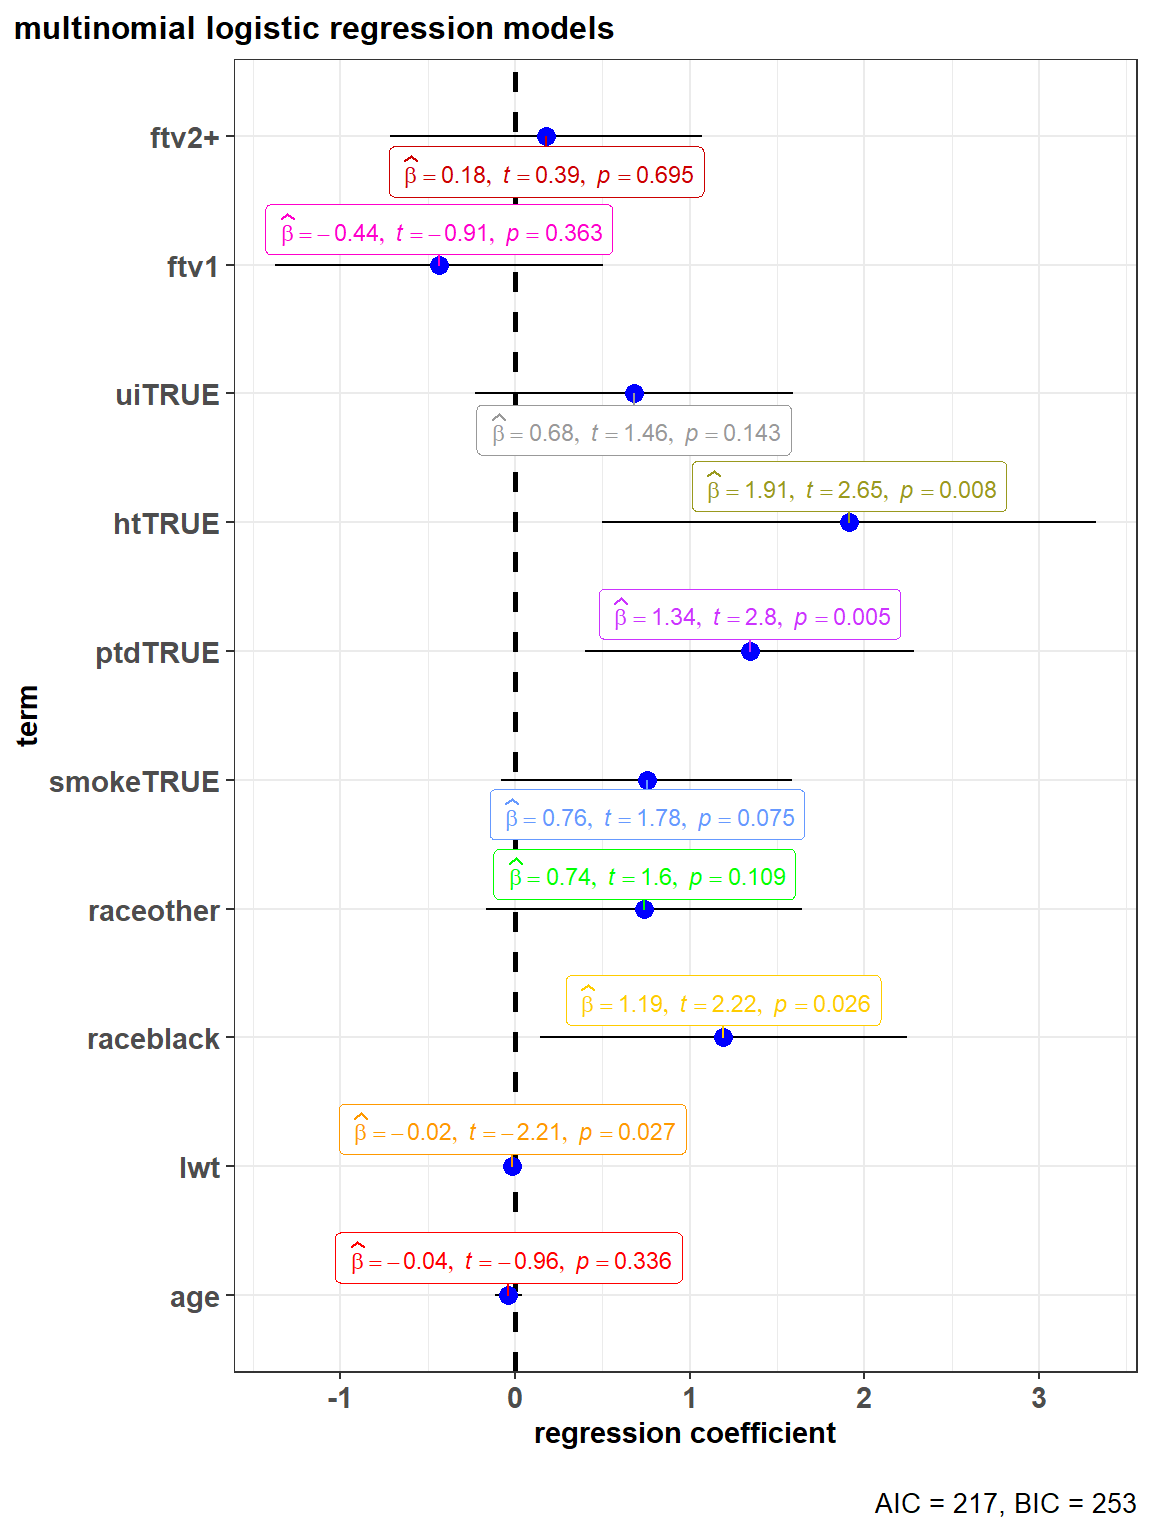 multinomial logistic regression models
ftv2+
β̂ = 0.18, t = 0.39, p = 0.695
β̂ = −0.44, t = −0.91, p = 0.363
ftv1
uiTRUE
β̂ = 0.68, t = 1.46, p = 0.143
β̂ = 1.91, t = 2.65, p = 0.008
htTRUE
β̂ = 1.34, t = 2.8, p = 0.005
ptdTRUE
term
smokeTRUE
β̂ = 0.76, t = 1.78, p = 0.075
β̂ = 0.74, t = 1.6, p = 0.109
raceother
β̂ = 1.19, t = 2.22, p = 0.026
raceblack
β̂ = −0.02, t = −2.21, p = 0.027
lwt
β̂ = −0.04, t = −0.96, p = 0.336
age
-1 0 1 2 3
regression coefficient
AIC = 217, BIC = 253